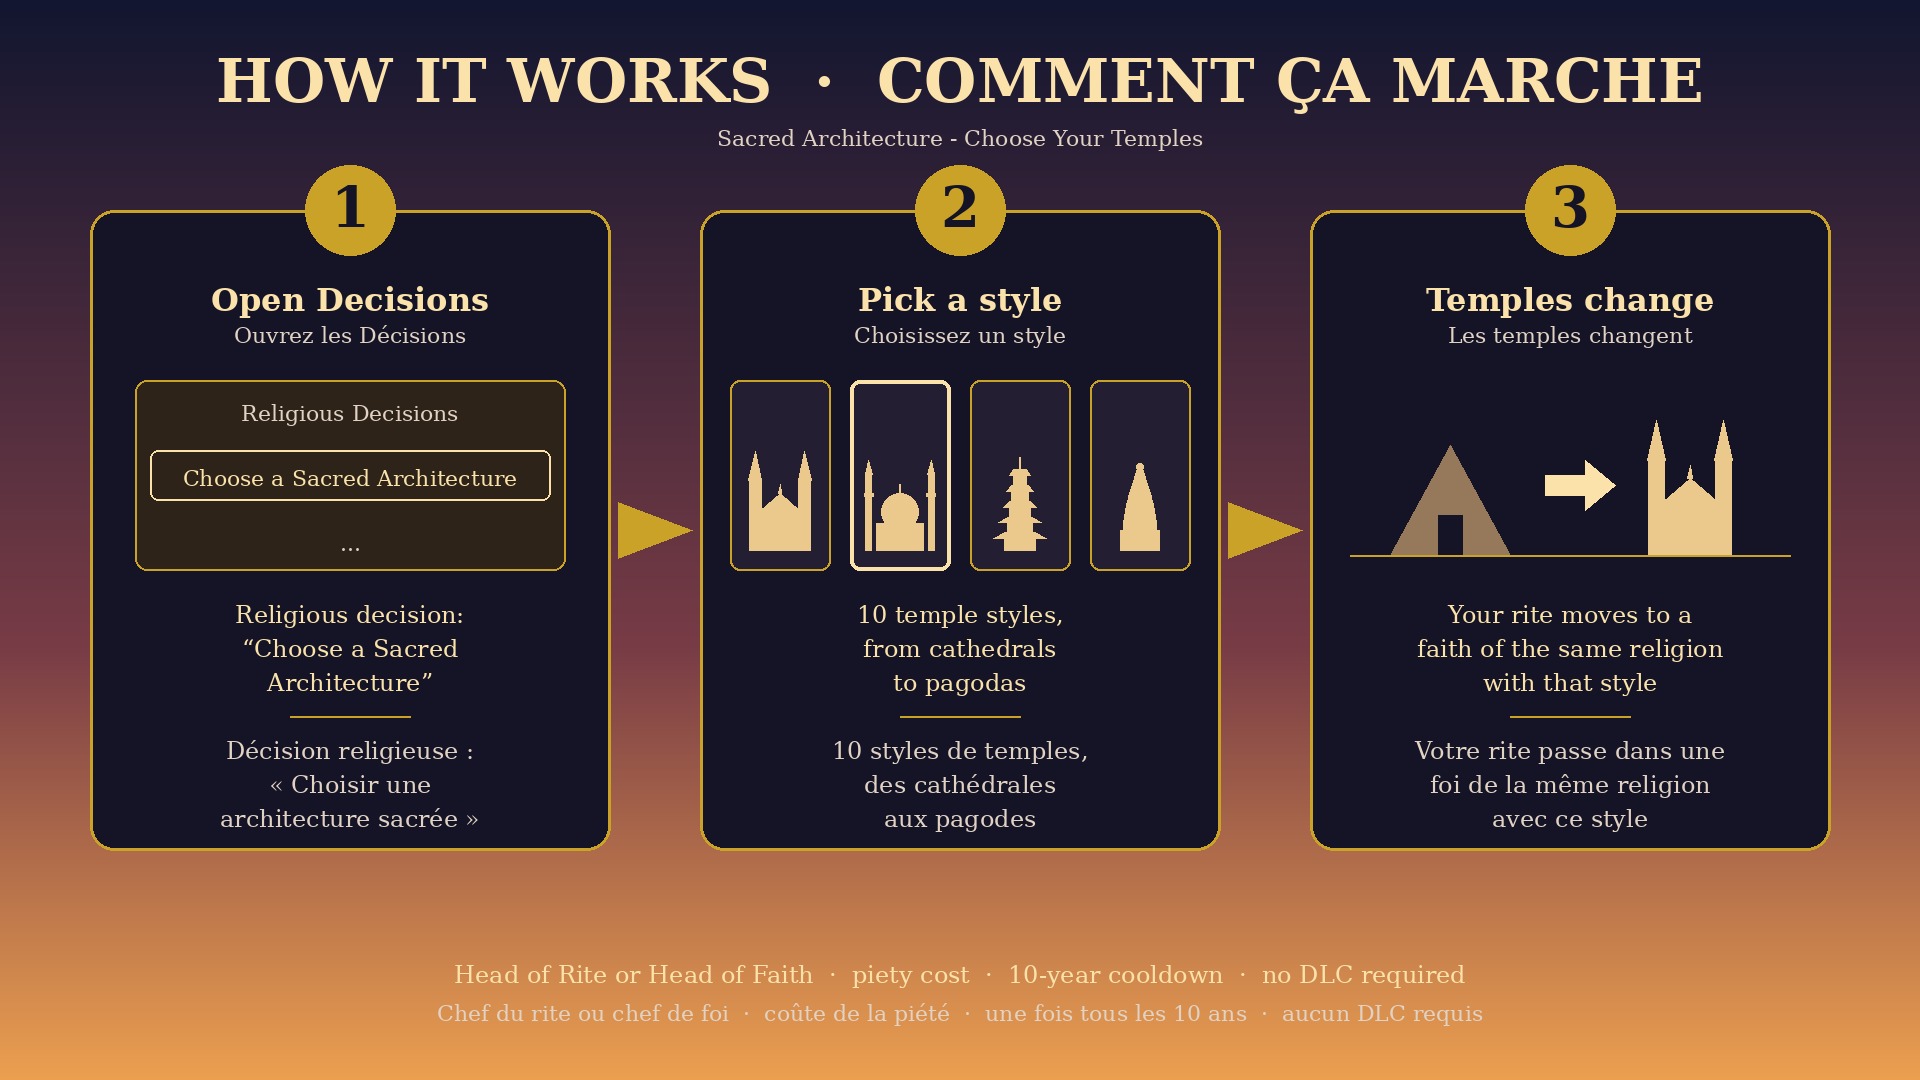 HOW IT WORKS · COMMENT ÇA MARCHE
Sacred Architecture - Choose Your Temples
1
Open Decisions
Ouvrez les Décisions
Religious Decisions
Choose a Sacred Architecture
...
Religious decision:
“Choose a Sacred
Architecture”
Décision religieuse :
« Choisir une
architecture sacrée »
2
Pick a style
Choisissez un style
10 temple styles,
from cathedrals
to pagodas
10 styles de temples,
des cathédrales
aux pagodes
3
Temples change
Les temples changent
Your rite moves to a
faith of the same religion
with that style
Votre rite passe dans une
foi de la même religion
avec ce style
Head of Rite or Head of Faith · piety cost · 10-year cooldown · no DLC required
Chef du rite ou chef de foi · coûte de la piété · une fois tous les 10 ans · aucun DLC requis